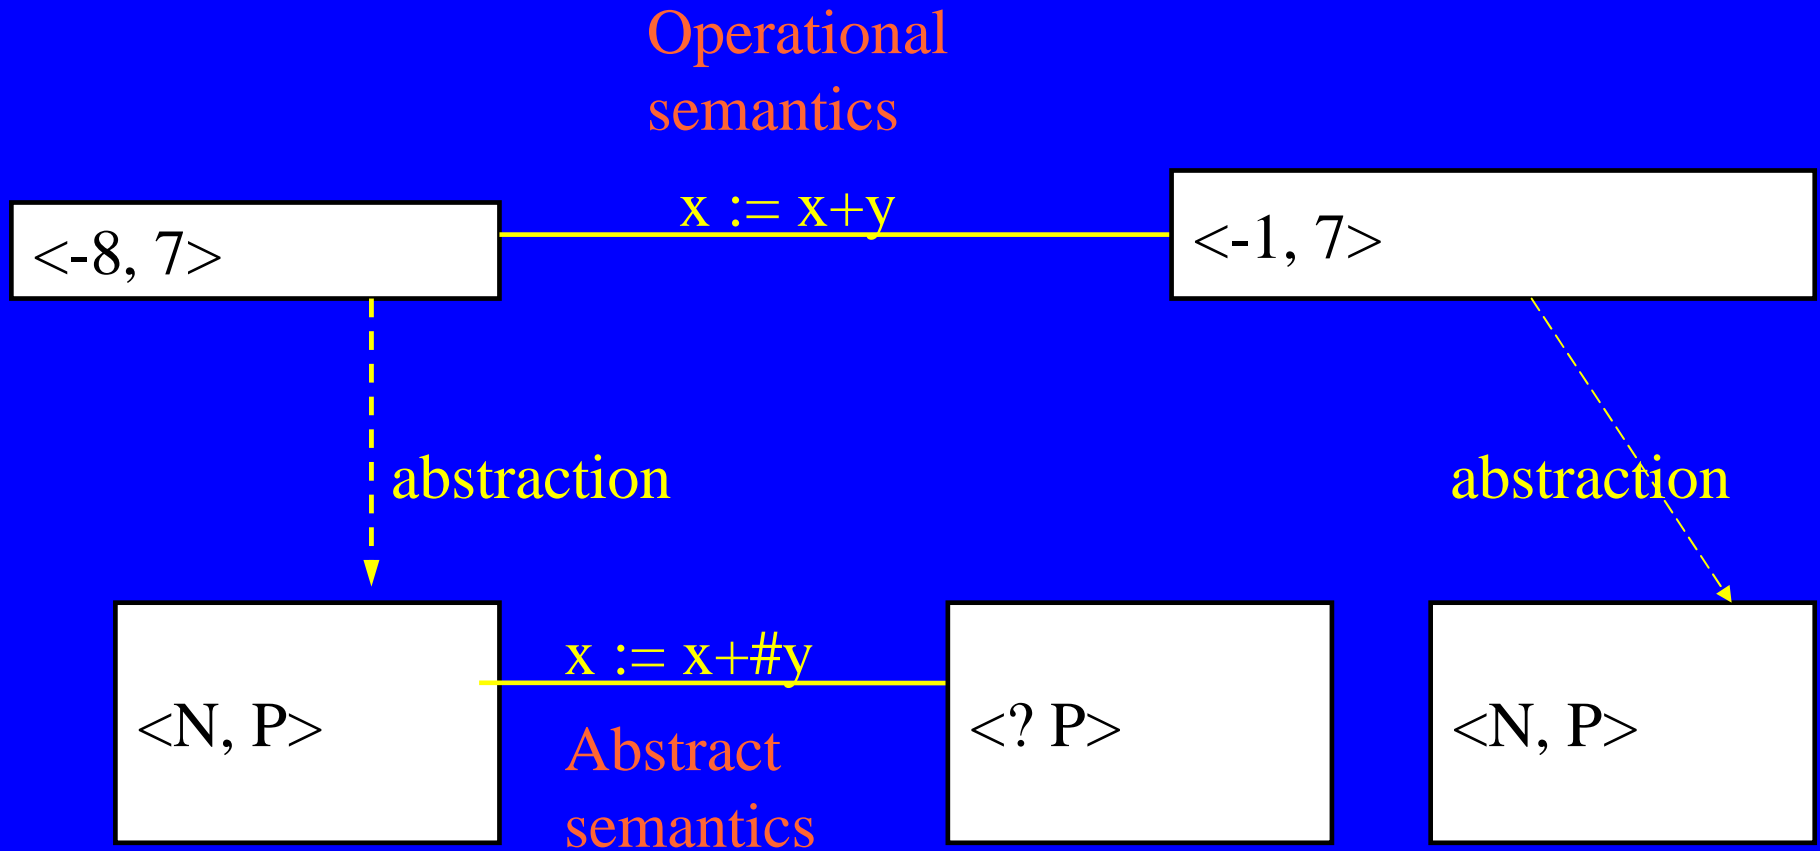 Operational
semantics
x := x+y
<-8, 7>
<-1, 7>
abstraction
abstraction
x := x+#y
<N, P>
<? P>
<N, P>
Abstract
semantics